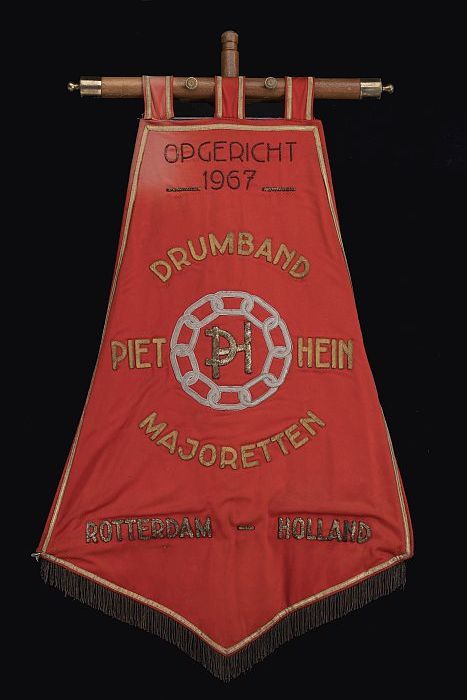 OPGERICHT
1967
DRUMBAND
PIET PH HEIN
MAJORETTEN
ROTTERDAM - HOLLAND